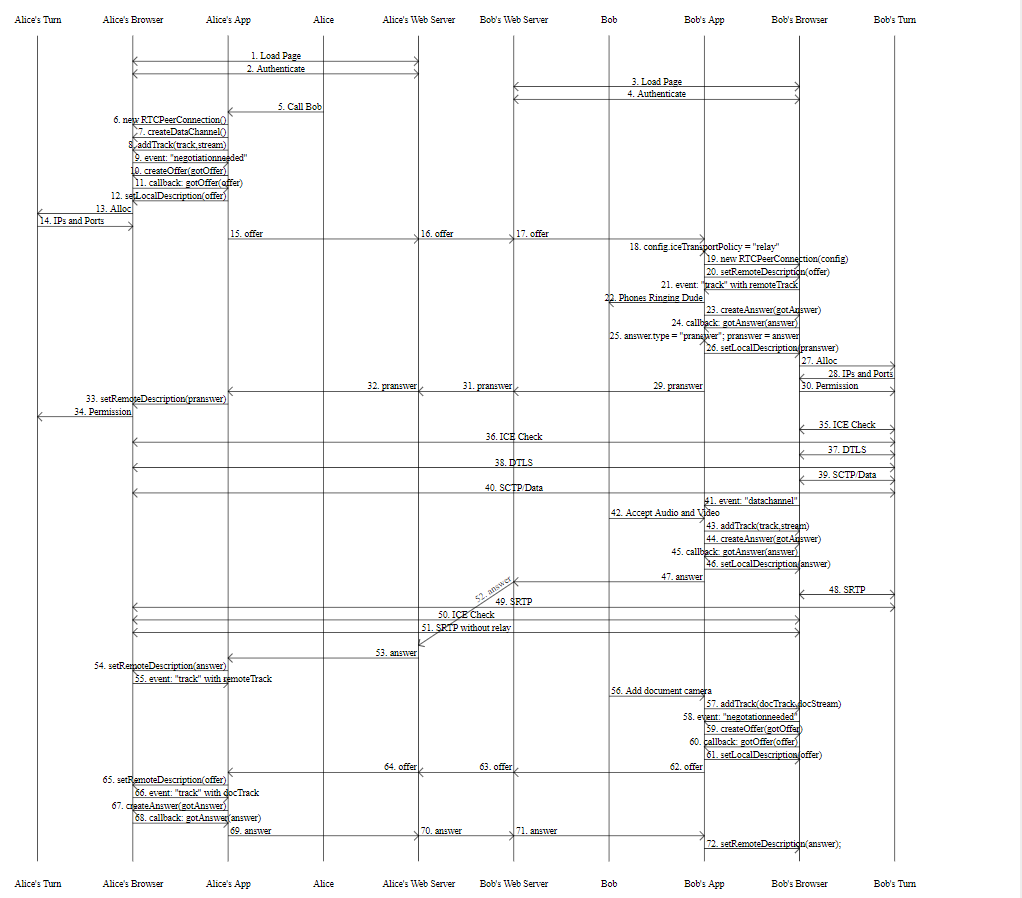 Alice's Turn Alice's Browser Alice's App Alice Alice's Web Server Bob's Web Server Bob Bob's App Bob's Browser Bob's Turn
1. Load Page
2. Authenticate
3. Load Page
4. Authenticate
5. Call Bob
6. new RTCPeerConnection()
7. createDataChannel()
8. addTrack(track,stream)
9. event: "negotiationneeded"
10. createOffer(gotOffer)
11. callback: gotOffer(offer)
12. setLocalDescription(offer)
13. Alloc
14. IPs and Ports
15. offer 16. offer 17. offer
18. config.iceTransportPolicy = "relay"
19. new RTCPeerConnection(config)
20. setRemoteDescription(offer)
21. event: "track" with remoteTrack
22. Phones Ringing Dude
23. createAnswer(gotAnswer)
24. callback: gotAnswer(answer)
25. answer.type = "pranswer"; pranswer = answer
26. setLocalDescription(pranswer)
27. Alloc
28. IPs and Ports
32. pranswer 31. pranswer 29. pranswer 30. Permission
33. setRemoteDescription(pranswer)
34. Permission
35. ICE Check
36. ICE Check
37. DTLS
38. DTLS
39. SCTP/Data
40. SCTP/Data
41. event: "datachannel"
42. Accept Audio and Video
43. addTrack(track,stream)
44. createAnswer(gotAnswer)
45. callback: gotAnswer(answer)
46. setLocalDescription(answer)
47. answer
52. answer
48. SRTP
49. SRTP
50. ICE Check
51. SRTP without relay
53. answer
54. setRemoteDescription(answer)
55. event: "track" with remoteTrack
56. Add document camera
57. addTrack(docTrack,docStream)
58. event: "negotationneeded"
59. createOffer(gotOffer)
60. callback: gotOffer(offer)
61. setLocalDescription(offer)
64. offer 63. offer 62. offer
65. setRemoteDescription(offer)
66. event: "track" with docTrack
67. createAnswer(gotAnswer)
68. callback: gotAnswer(answer)
69. answer 70. answer 71. answer
72. setRemoteDescription(answer);
Alice's Turn Alice's Browser Alice's App Alice Alice's Web Server Bob's Web Server Bob Bob's App Bob's Browser Bob's Turn